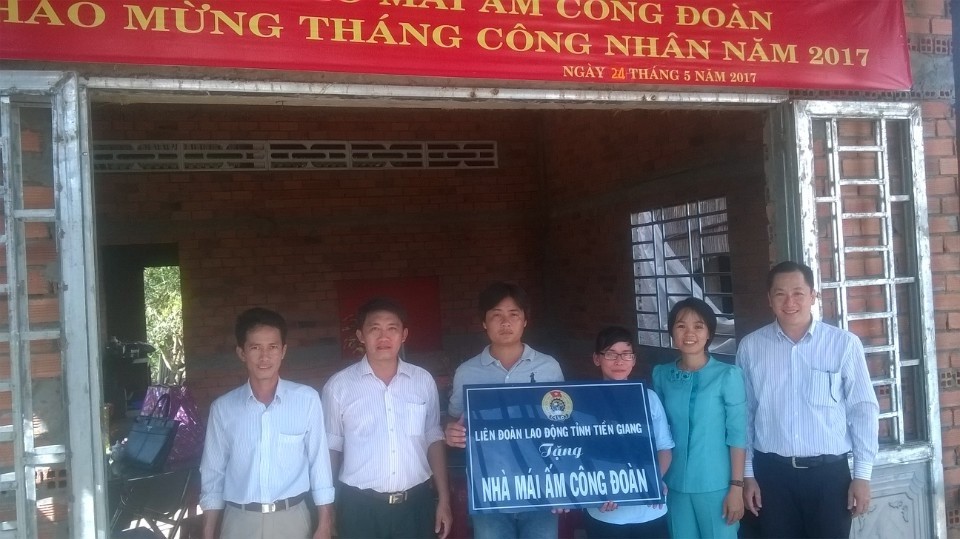 MÁI ẤM CÔNG ĐOÀN
CHÀO MỪNG THÁNG CÔNG NHÂN NĂM 2017
NGÀY 24 THÁNG 5 NĂM 2017
LIÊN ĐOÀN LAO ĐỘNG TỈNH TIỀN GIANG
Tặng
NHÀ MÁI ẤM CÔNG ĐOÀN